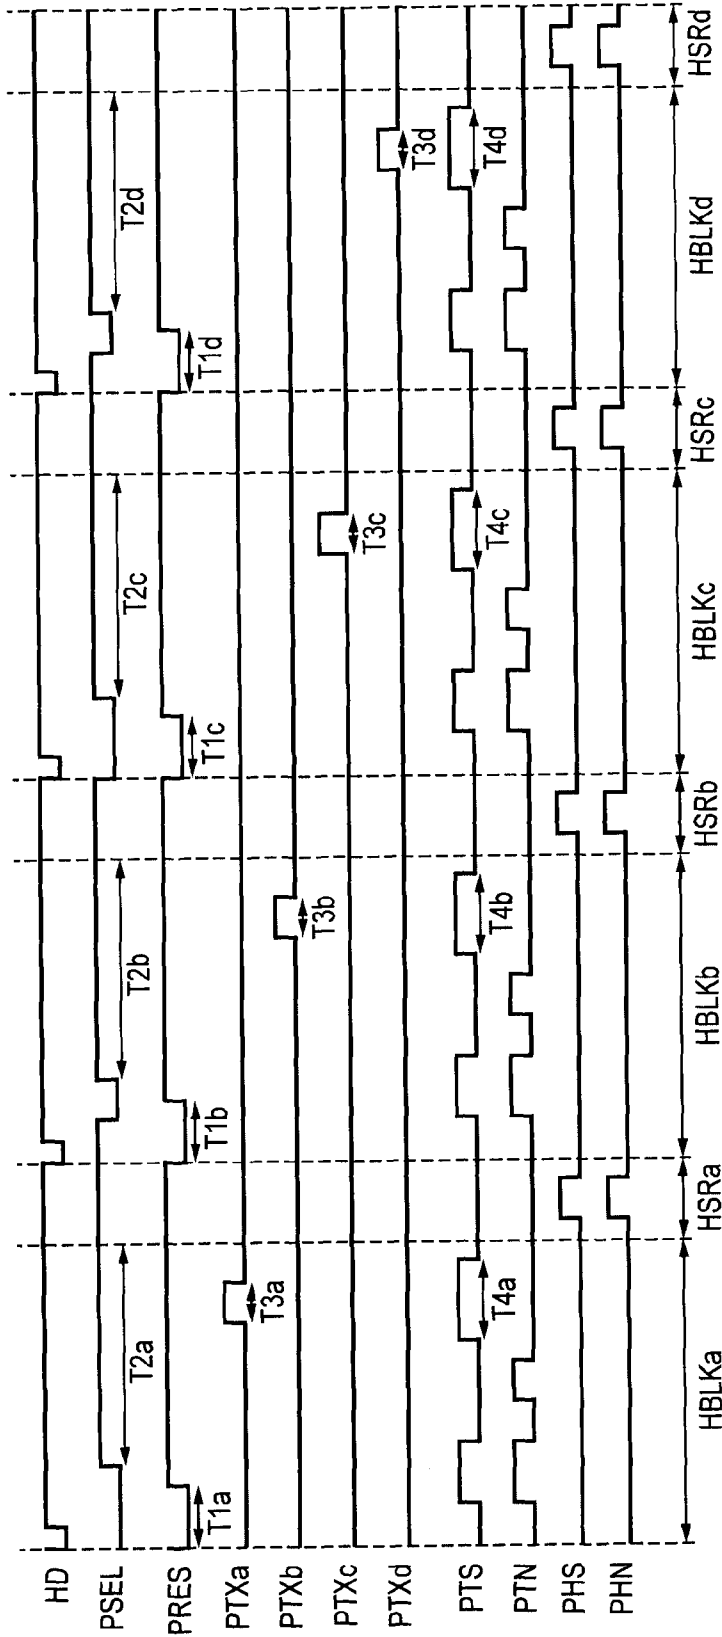 HD
PSEL
PRES
PTXa
PTXb
PTXc
PTXd
PTS
PTN
PHS
PHN
T1a
T2a
T3a
T4a
HBLKa
HSRa
T1b
T2b
T3b
T4b
HBLKb
HSRb
T1c
T2c
T3c
T4c
HBLKc
HSRc
T1d
T2d
T3d
T4d
HBLKd
HSRd